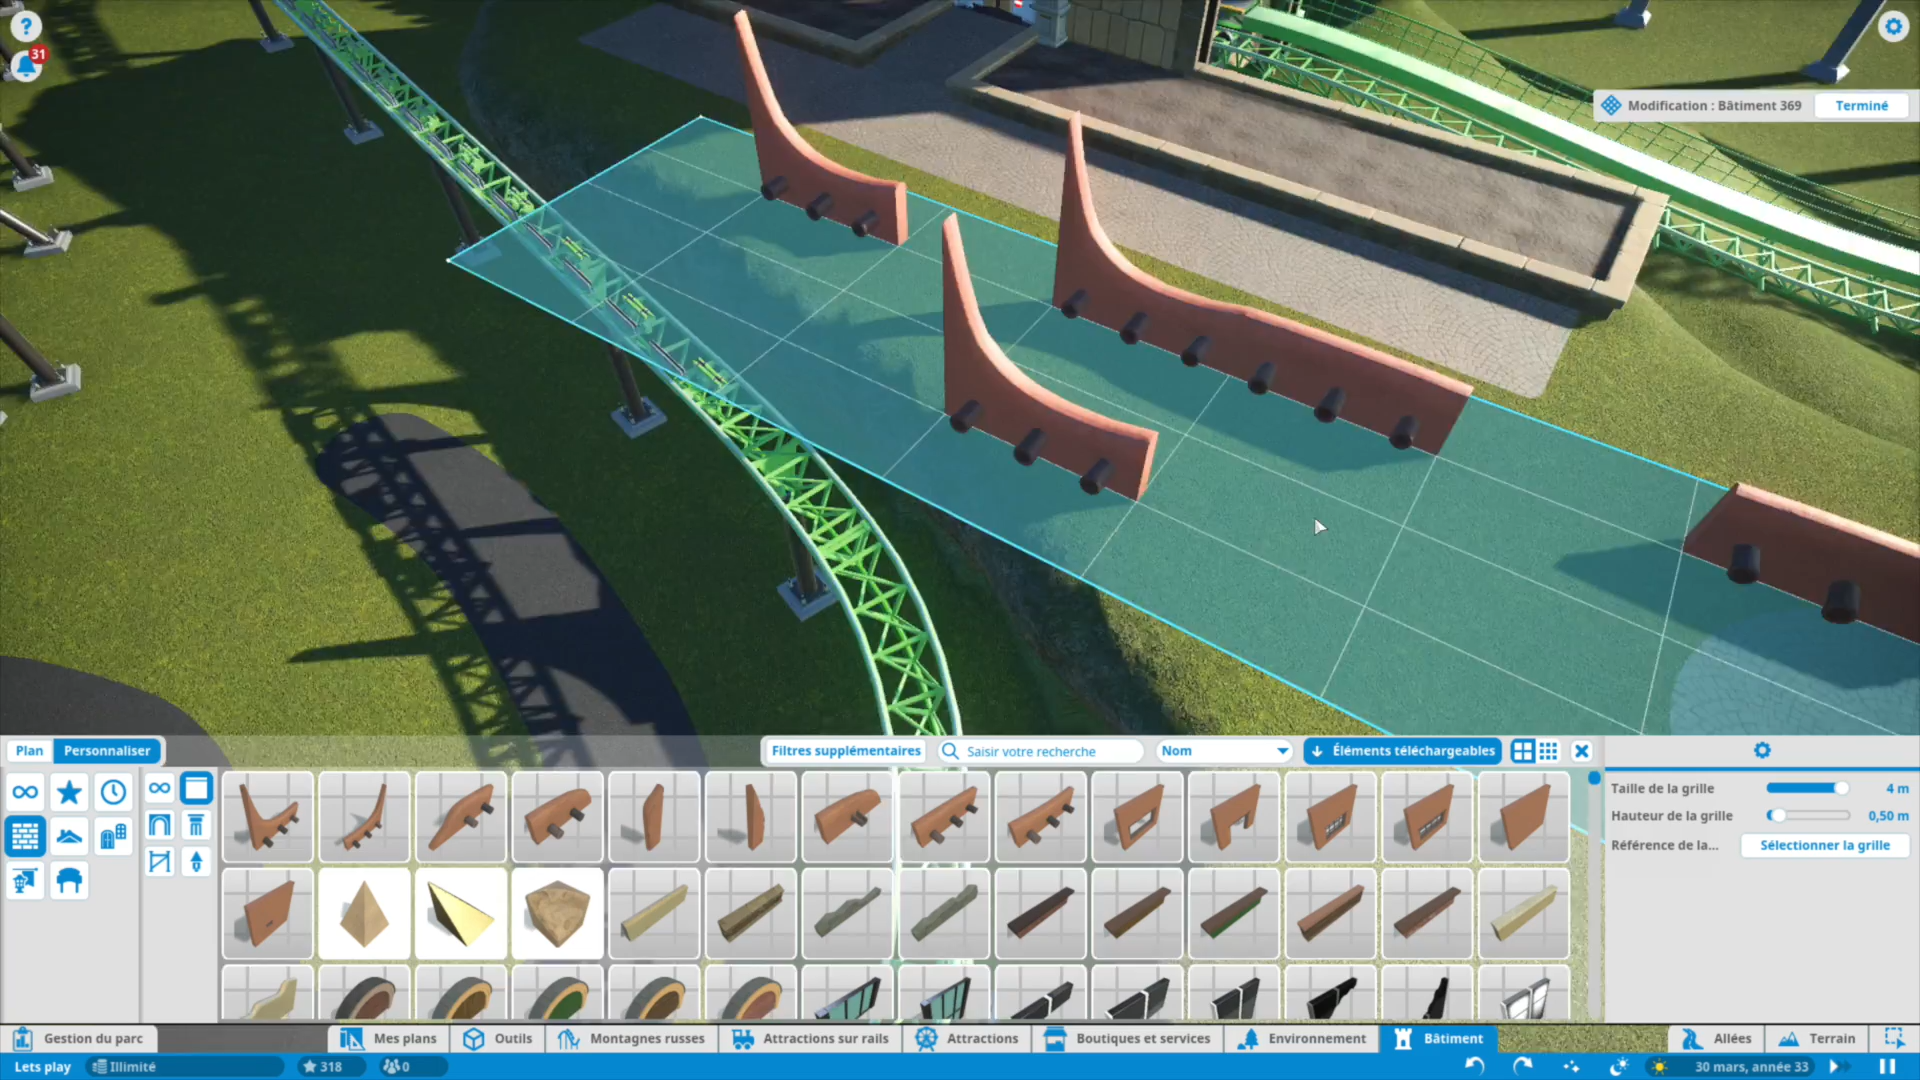 ?
31
Modification : Bâtiment 369
Terminé
Plan
Personnaliser
Filtres supplémentaires
Saisir votre recherche
Nom
Éléments téléchargeables
Taille de la grille
4 m
Hauteur de la grille
0,50 m
Référence de la...
Sélectionner la grille
Gestion du parc
Mes plans
Outils
Montagnes russes
Attractions sur rails
Attractions
Boutiques et services
Environnement
Bâtiment
Allées
Terrain
Lets play
Illimité
318
0
30 mars, année 33